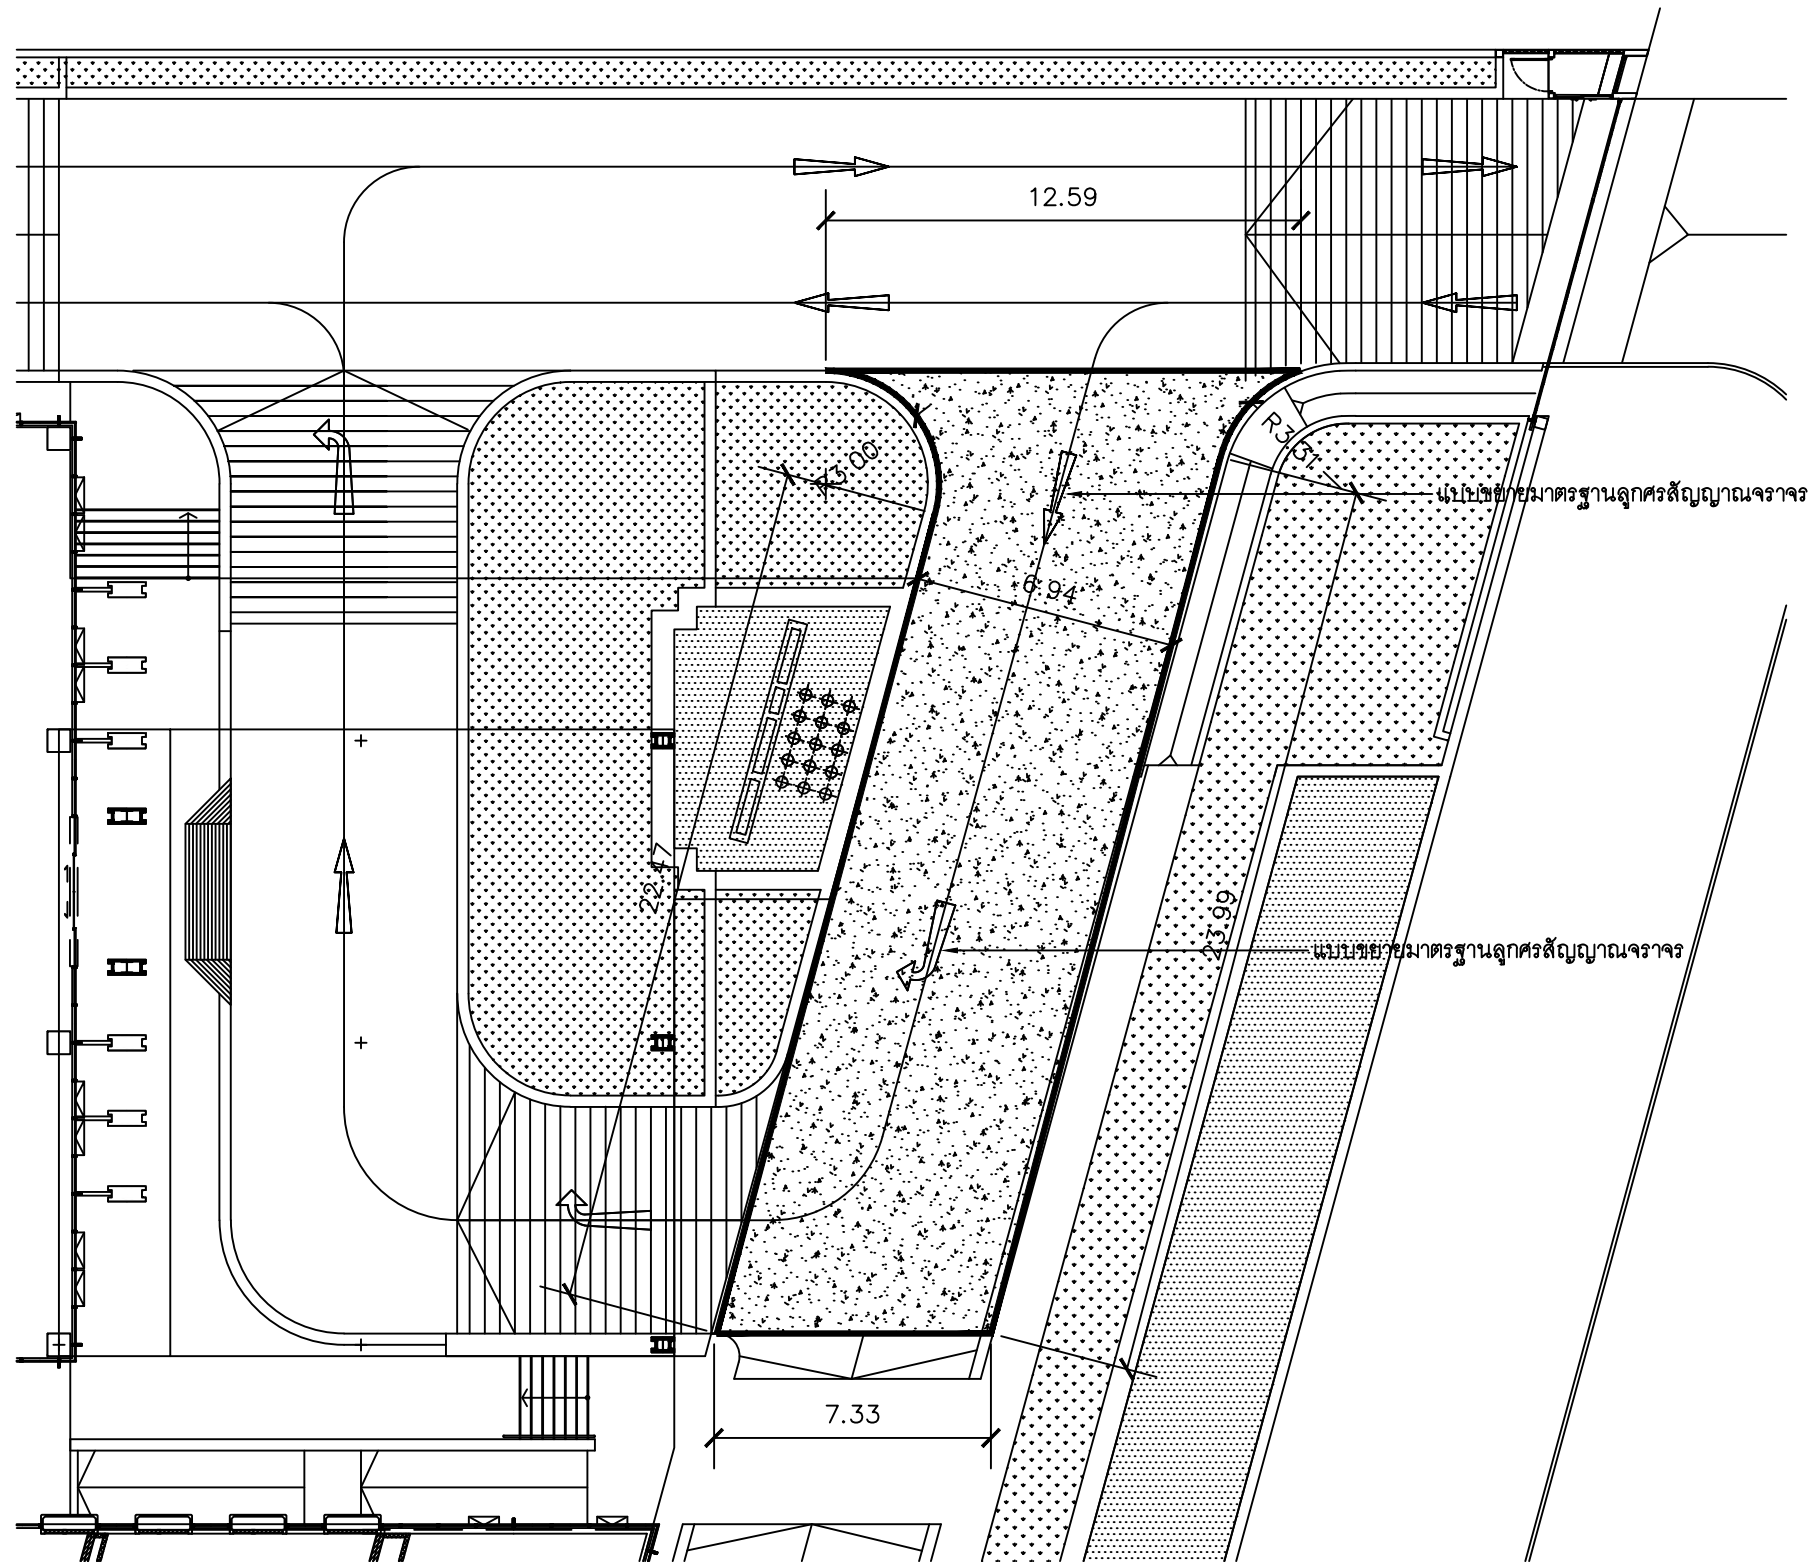 12.59
R3.00
R3.31
แบบขยายมาตรฐานลูกศรสัญญาณจราจร
6.94
22.47
23.99
แบบขยายมาตรฐานลูกศรสัญญาณจราจร
7.33